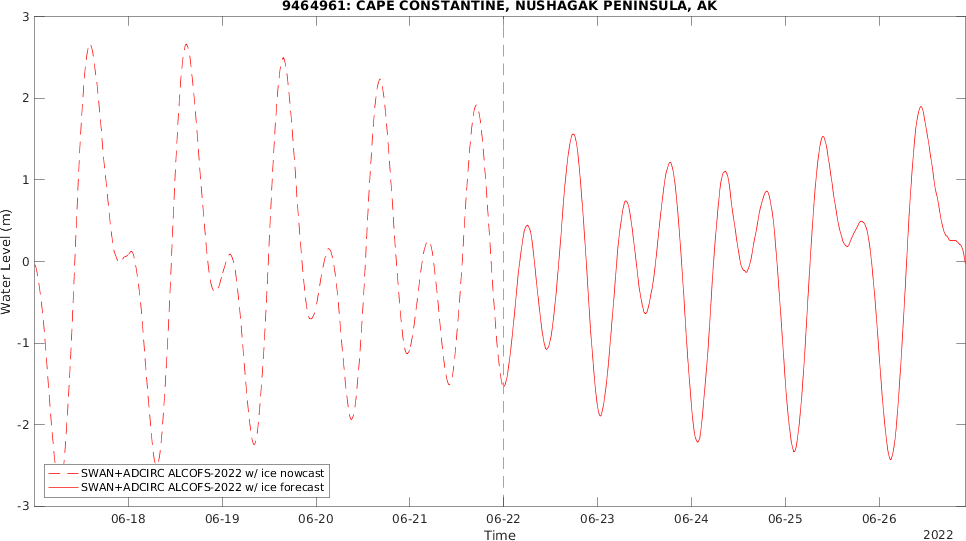 9464961: CAPE CONSTANTINE, NUSHAGAK PENINSULA, AK
3
2
1
0
-1
-2
-3
Water Level (m)
SWAN+ADCIRC ALCOFS-2022 w/ ice nowcast
SWAN+ADCIRC ALCOFS-2022 w/ ice forecast
06-18 06-19 06-20 06-21 06-22 06-23 06-24 06-25 06-26
Time
2022